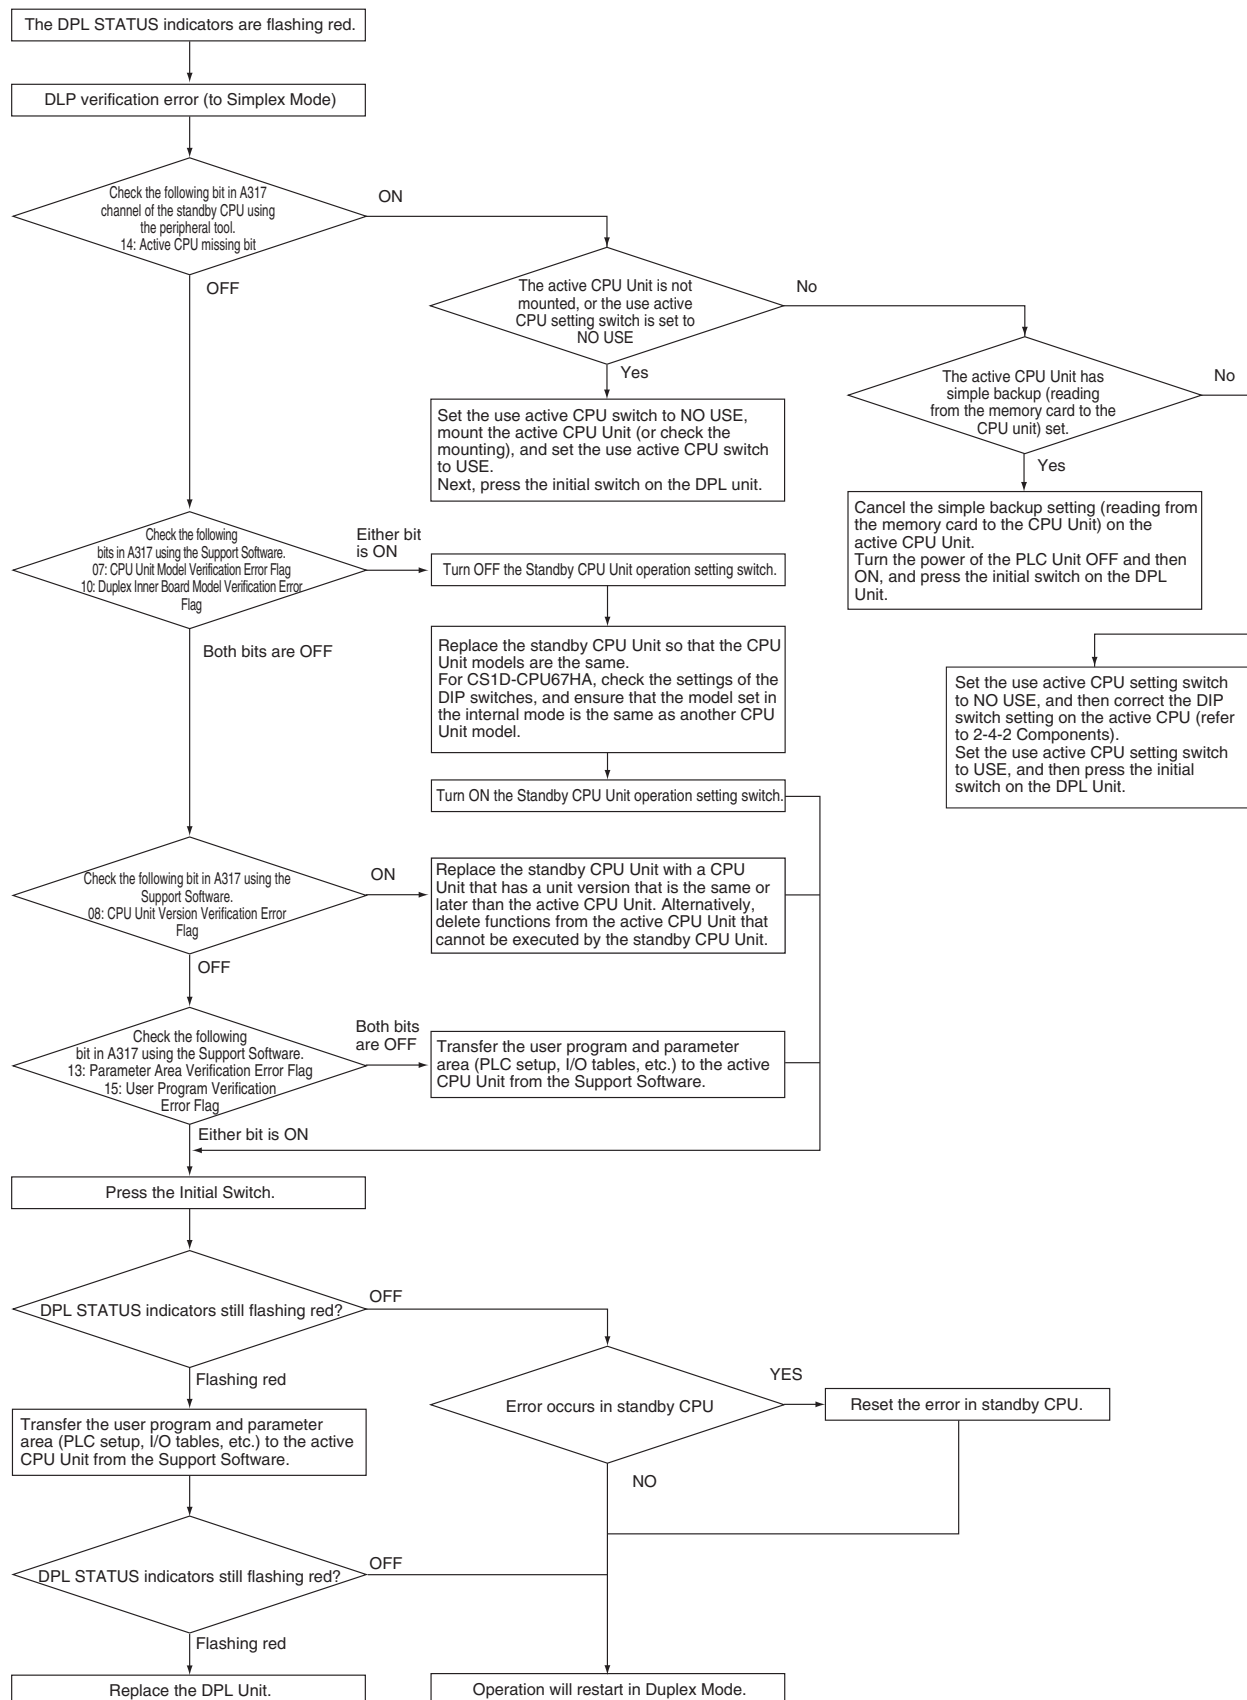 The DPL STATUS indicators are flashing red.
DLP verification error (to Simplex Mode)
Check the following bit in A317
channel of the standby CPU using
the peripheral tool.
14: Active CPU missing bit
ON
OFF
The active CPU Unit is not
mounted, or the use active
CPU setting switch is set to
NO USE
No
Yes
The active CPU Unit has
simple backup (reading
from the memory card to the
CPU unit) set.
No
Yes
Set the use active CPU switch to NO USE,
mount the active CPU Unit (or check the
mounting), and set the use active CPU switch
to USE.
Next, press the initial switch on the DPL unit.
Cancel the simple backup setting (reading from
the memory card to the CPU Unit) on the
active CPU Unit.
Turn the power of the PLC Unit OFF and then
ON, and press the initial switch on the DPL
Unit.
Check the following
bits in A317 using the Support Software.
07: CPU Unit Model Verification Error Flag
10: Duplex Inner Board Model Verification Error
Flag
Either bit
is ON
Both bits are OFF
Turn OFF the Standby CPU Unit operation setting switch.
Replace the standby CPU Unit so that the CPU
Unit models are the same.
For CS1D-CPU67HA, check the settings of the
DIP switches, and ensure that the model set in
the internal mode is the same as another CPU
Unit model.
Turn ON the Standby CPU Unit operation setting switch.
Set the use active CPU setting switch
to NO USE, and then correct the DIP
switch setting on the active CPU (refer
to 2-4-2 Components).
Set the use active CPU setting switch
to USE, and then press the initial
switch on the DPL Unit.
Check the following bit in A317 using the
Support Software.
08: CPU Unit Version Verification Error
Flag
ON
OFF
Replace the standby CPU Unit with a CPU
Unit that has a unit version that is the same or
later than the active CPU Unit. Alternatively,
delete functions from the active CPU Unit that
cannot be executed by the standby CPU Unit.
Check the following
bit in A317 using the Support Software.
13: Parameter Area Verification Error Flag
15: User Program Verification
Error Flag
Both bits
are OFF
Either bit is ON
Transfer the user program and parameter
area (PLC setup, I/O tables, etc.) to the active
CPU Unit from the Support Software.
Press the Initial Switch.
DPL STATUS indicators still flashing red?
OFF
Flashing red
Error occurs in standby CPU
YES
NO
Reset the error in standby CPU.
Transfer the user program and parameter
area (PLC setup, I/O tables, etc.) to the active
CPU Unit from the Support Software.
DPL STATUS indicators still flashing red?
OFF
Flashing red
Replace the DPL Unit.
Operation will restart in Duplex Mode.